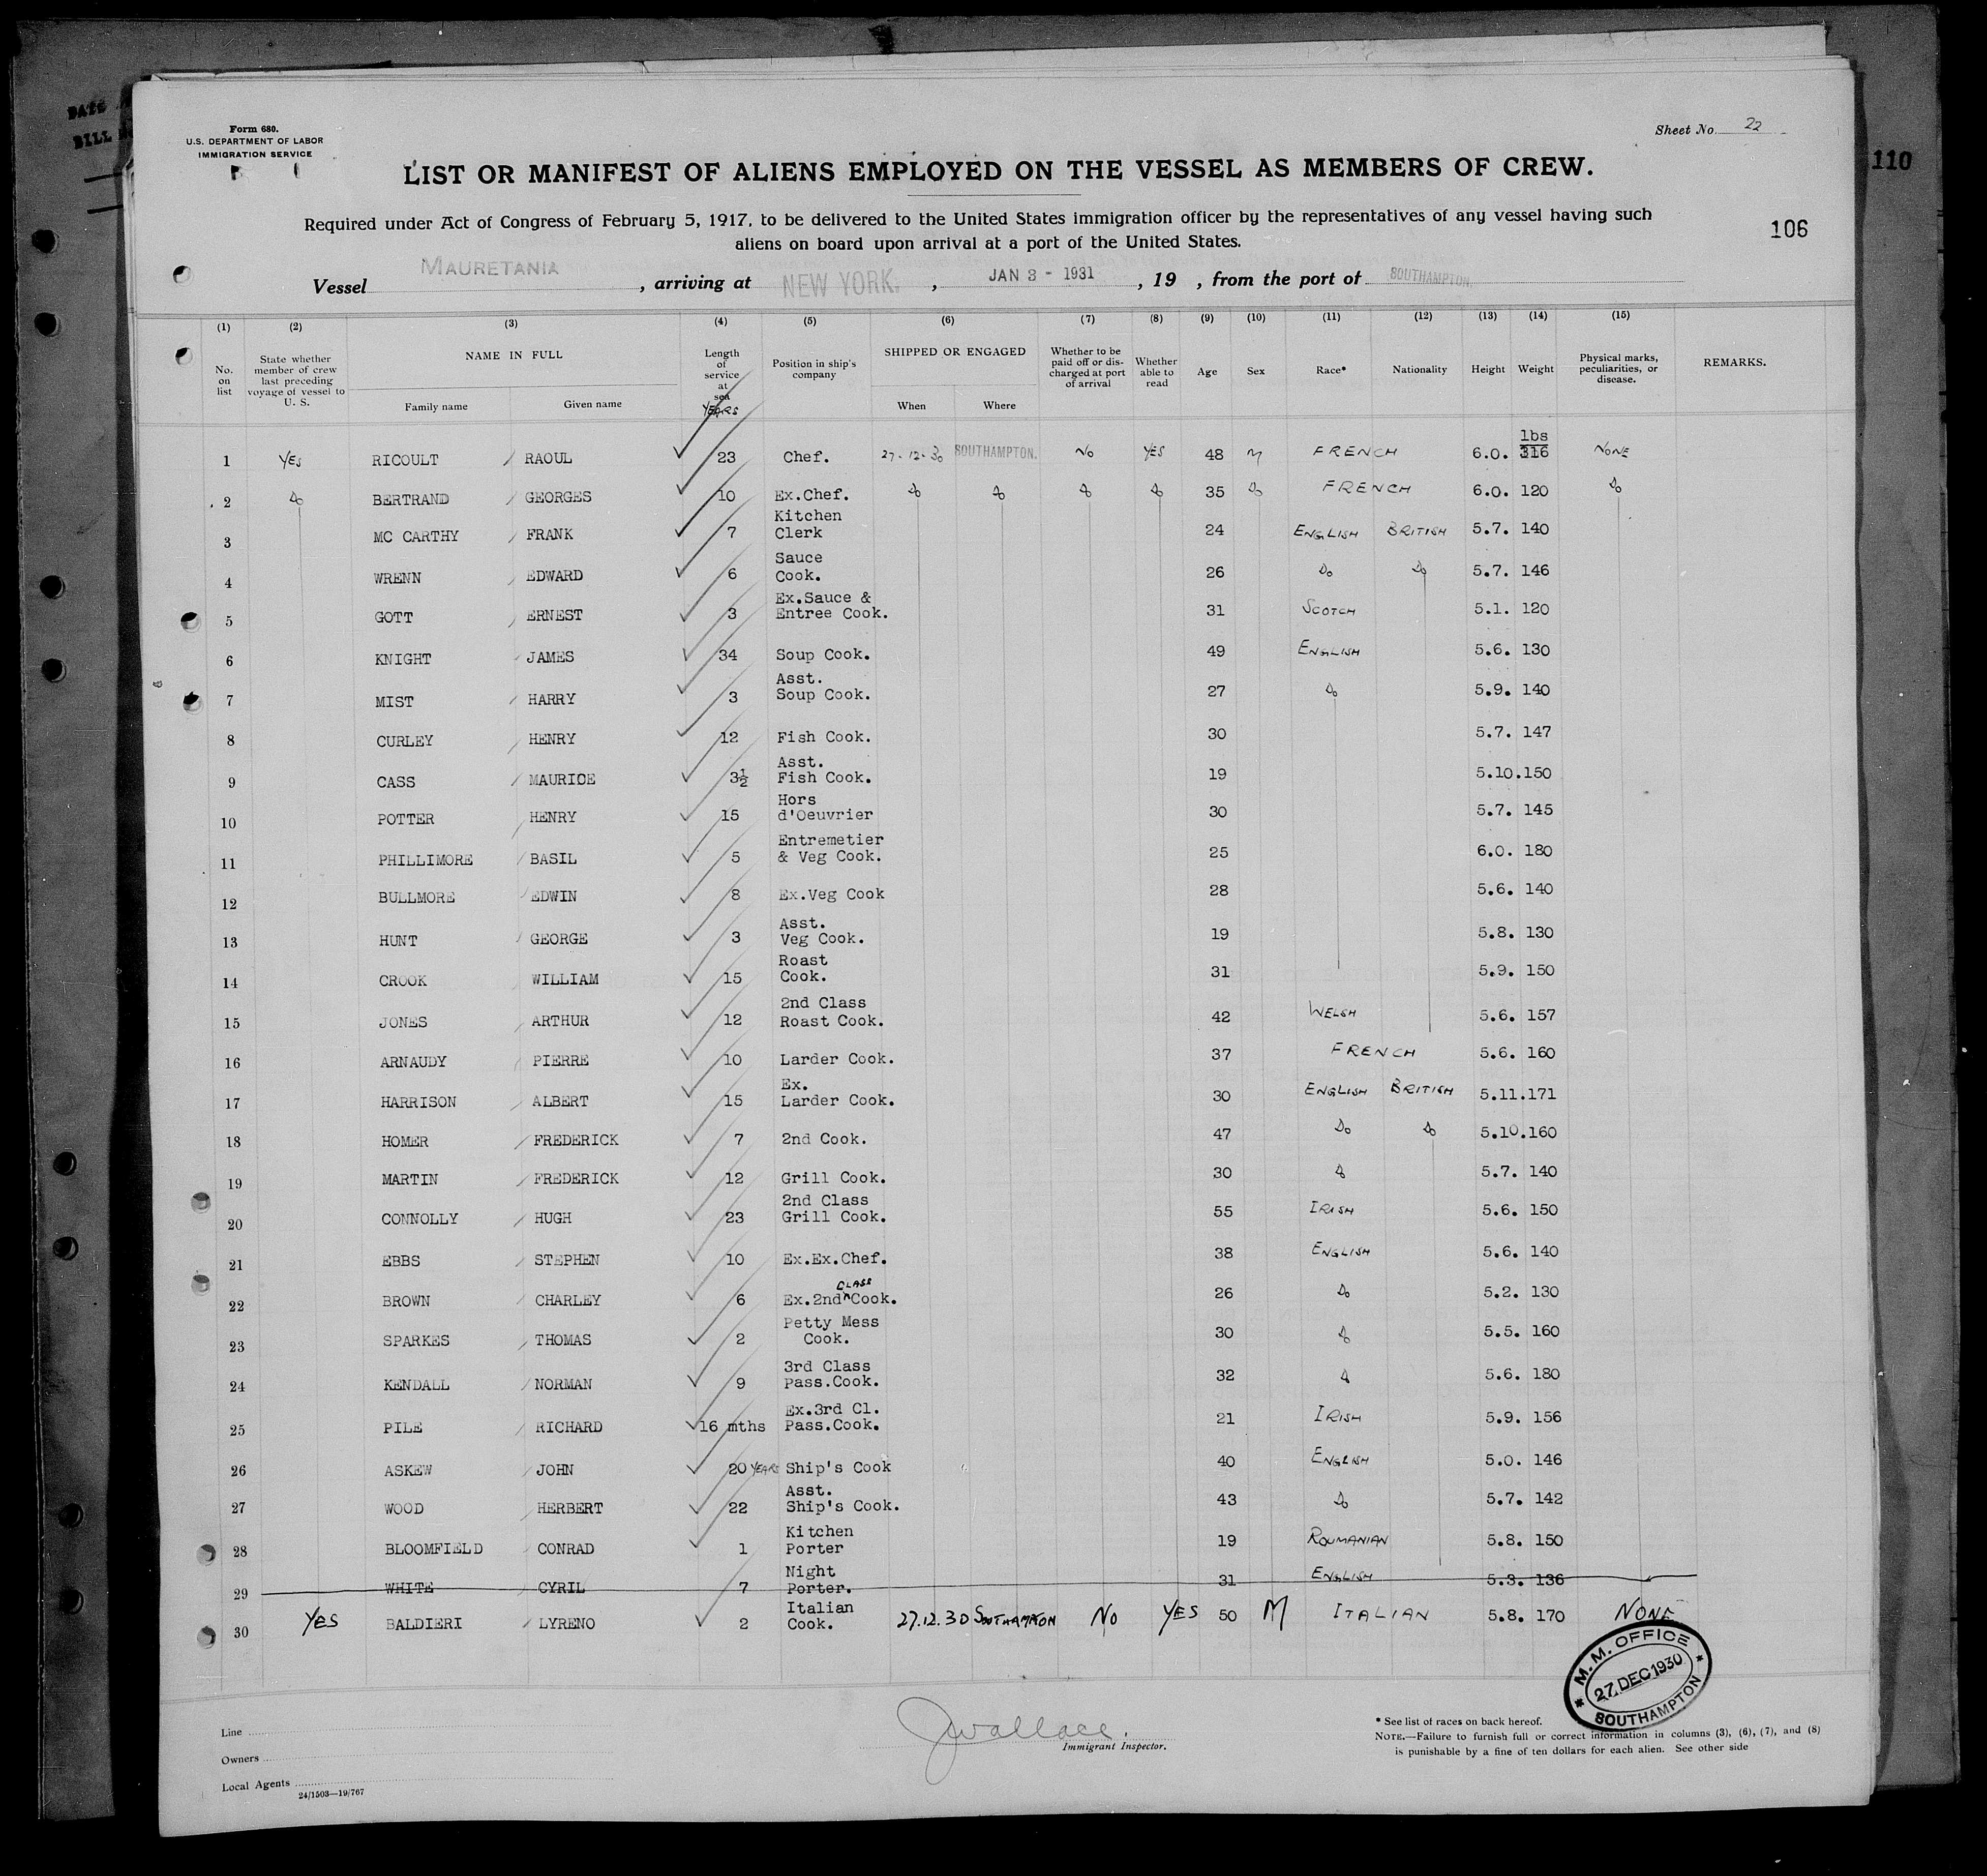 DATE
BILL
Form 680.
U.S. DEPARTMENT OF LABOR
IMMIGRATION SERVICE
Sheet No. 22
110
LIST OR MANIFEST OF ALIENS EMPLOYED ON THE VESSEL AS MEMBERS OF CREW.
Required under Act of Congress of February 5, 1917, to be delivered to the United States immigration officer by the representatives of any vessel having such
aliens on board upon arrival at a port of the United States.
106
Vessel MAURETANIA, arriving at NEW YORK., JAN 3 - 1931, 19 , from the port of SOUTHAMPTON.
(1) (2) (3) (4) (5) (6) (7) (8) (9) (10) (11) (12) (13) (14) (15)
No. on list State whether member of crew last preceding voyage of vessel to U. S. NAME IN FULL Family name Given name Length of service at sea YEARS Position in ship's company SHIPPED OR ENGAGED When Where Whether to be paid off or discharged at port of arrival Whether able to read Age Sex Race* Nationality Height Weight Physical marks, peculiarities, or disease. REMARKS.
lbs
1 YES RICOULT RAOUL 23 Chef. 27.12.30 SOUTHAMPTON. NO YES 48 M FRENCH 6.0. 316 NONE
2 Do BERTRAND GEORGES 10 Ex.Chef. Do Do Do Do 35 Do FRENCH 6.0. 120 Do
3 MC CARTHY FRANK 7 Kitchen Clerk 24 ENGLISH BRITISH 5.7. 140
4 WRENN EDWARD 6 Sauce Cook. 26 Do Do 5.7. 146
5 GOTT ERNEST 3 Ex.Sauce & Entree Cook. 31 SCOTCH 5.1. 120
6 KNIGHT JAMES 34 Soup Cook. 49 ENGLISH 5.6. 130
7 MIST HARRY 3 Asst. Soup Cook. 27 Do 5.9. 140
8 CURLEY HENRY 12 Fish Cook. 30 5.7. 147
9 CASS MAURICE 3½ Asst. Fish Cook. 19 5.10.150
10 POTTER HENRY 15 Hors d'Oeuvrier 30 5.7. 145
11 PHILLIMORE BASIL 5 Entremetier & Veg Cook. 25 6.0. 180
12 BULLMORE EDWIN 8 Ex.Veg Cook 28 5.6. 140
13 HUNT GEORGE 3 Asst. Veg Cook. 19 5.8. 130
14 CROOK WILLIAM 15 Roast Cook. 31 5.9. 150
15 JONES ARTHUR 12 2nd Class Roast Cook. 42 WELSH 5.6. 157
16 ARNAUDY PIERRE 10 Larder Cook. 37 FRENCH 5.6. 160
17 HARRISON ALBERT 15 Ex. Larder Cook. 30 ENGLISH BRITISH 5.11.171
18 HOMER FREDERICK 7 2nd Cook. 47 Do Do 5.10.160
19 MARTIN FREDERICK 12 Grill Cook. 30 Do 5.7. 140
20 CONNOLLY HUGH 23 2nd Class Grill Cook. 55 IRISH 5.6. 150
21 EBBS STEPHEN 10 Ex.Ex.Chef. 38 ENGLISH 5.6. 140
22 BROWN CHARLEY 6 Ex.2nd CLASS Cook. 26 Do 5.2. 130
23 SPARKES THOMAS 2 Petty Mess Cook. 30 Do 5.5. 160
24 KENDALL NORMAN 9 3rd Class Pass.Cook. 32 Do 5.6. 180
25 PILE RICHARD 16 mths Ex.3rd Cl. Pass.Cook. 21 IRISH 5.9. 156
26 ASKEW JOHN 20 YEARS Ship's Cook 40 ENGLISH 5.0. 146
27 WOOD HERBERT 22 Asst. Ship's Cook. 43 Do 5.7. 142
28 BLOOMFIELD CONRAD 1 Kitchen Porter 19 ROUMANIAN 5.8. 150
29 WHITE CYRIL 7 Night Porter. 31 ENGLISH 5.3. 136
30 YES BALDIERI LYRENO 2 Italian Cook. 27.12.30 SOUTHAMPTON NO YES 50 M ITALIAN 5.8. 170 NONE
M.M. OFFICE
27 DEC 1930
SOUTHAMPTON
Line
Owners
Local Agents
24/1503—19/767
JWallace.
Immigrant Inspector.
* See list of races on back hereof.
NOTE.—Failure to furnish full or correct information in columns (3), (6), (7), and (8)
is punishable by a fine of ten dollars for each alien. See other side